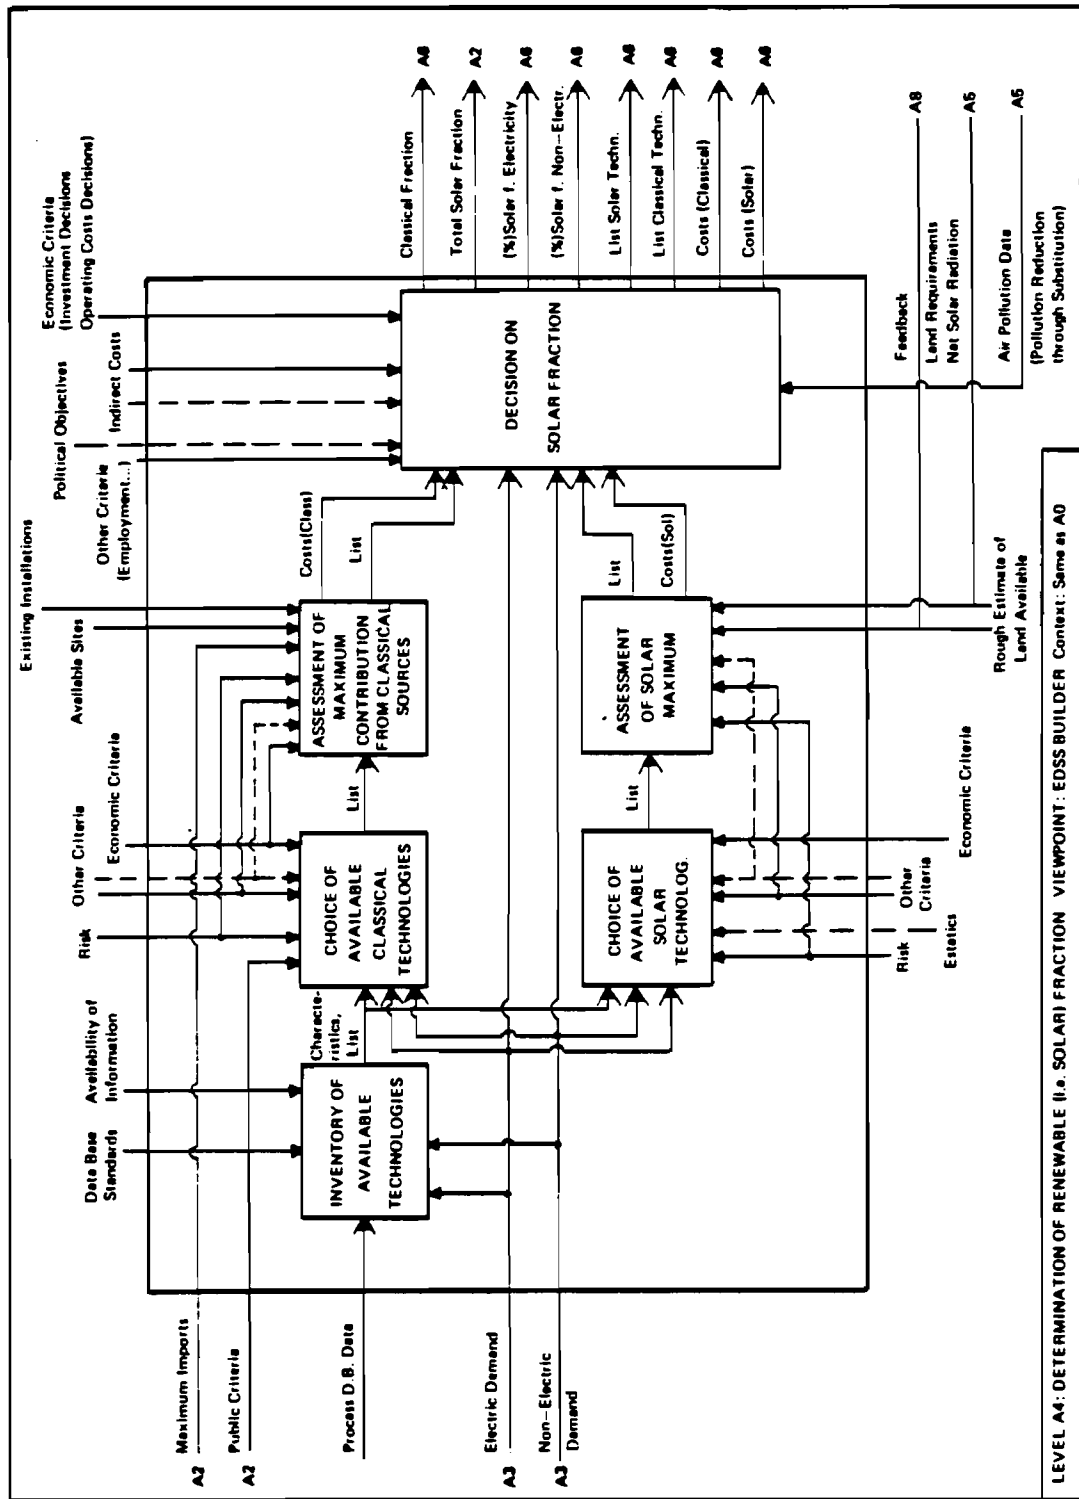 Existing Installations
Available Sites
Economic Criteria
Other Criteria
Risk
Availability of
Information
Data Base
Standards
Economic Criteria
(Investment Decisions
Operating Costs Decisions)
Indirect Costs
Political Objectives
Other Criteria
(Employment...)
A2 Maximum Imports
A2 Public Criteria
Process D.B. Data
A3 Electric Demand
A3 Non-Electric
Demand
INVENTORY OF
AVAILABLE
TECHNOLOGIES
Characte-
ristics,
List
CHOICE OF
AVAILABLE
CLASSICAL
TECHNOLOGIES
List
ASSESSMENT OF
MAXIMUM
CONTRIBUTION
FROM CLASSICAL
SOURCES
Costs(Class)
List
CHOICE OF
AVAILABLE
SOLAR
TECHNOLOG.
List
ASSESSMENT
OF SOLAR
MAXIMUM
List
Costs(Sol)
DECISION ON
SOLAR FRACTION
Classical Fraction A6
Total Solar Fraction A2
(%)Solar f. Electricity A6
(%)Solar f. Non-Electr. A6
List Solar Techn. A6
List Classical Techn. A6
Costs (Classical) A6
Costs (Solar) A6
Risk
Estatics
Other
Criteria
Economic Criteria
Rough Estimate of
Land Available
Feedback
Land Requirements A8
Net Solar Radiation A6
Air Pollution Data A5
(Pollution Reduction
through Substitution)
LEVEL A4: DETERMINATION OF RENEWABLE (i.e. SOLAR) FRACTION VIEWPOINT: EDSS BUILDER Context: Same as A0